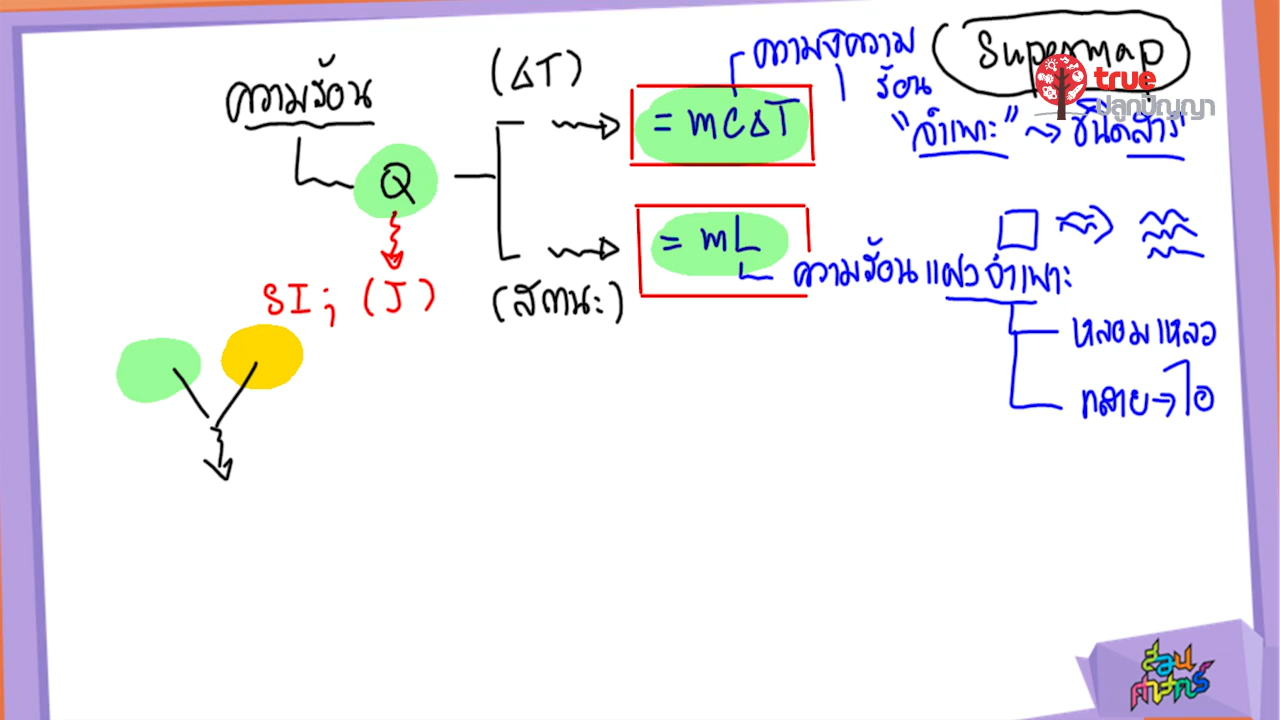 Supermap
true
ปลูกปัญญา
ความร้อน
Q
SI; (J)
(ΔT)
= mCΔT
ความจุความ
ร้อน
"จำเพาะ" ชนิดสาร
(สถานะ)
= mL
ความร้อนแฝงจำเพาะ
หลอมเหลว
กลาย→ไอ
สอน
ศาสตร์